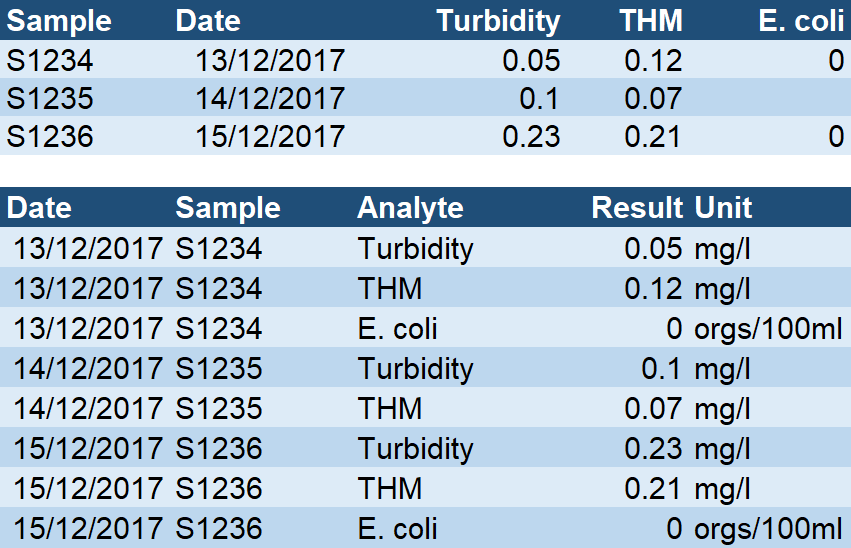 Sample Date Turbidity THM E. coli
S1234 13/12/2017 0.05 0.12 0
S1235 14/12/2017 0.1 0.07
S1236 15/12/2017 0.23 0.21 0
Date Sample Analyte Result Unit
13/12/2017 S1234 Turbidity 0.05 mg/l
13/12/2017 S1234 THM 0.12 mg/l
13/12/2017 S1234 E. coli 0 orgs/100ml
14/12/2017 S1235 Turbidity 0.1 mg/l
14/12/2017 S1235 THM 0.07 mg/l
15/12/2017 S1236 Turbidity 0.23 mg/l
15/12/2017 S1236 THM 0.21 mg/l
15/12/2017 S1236 E. coli 0 orgs/100ml